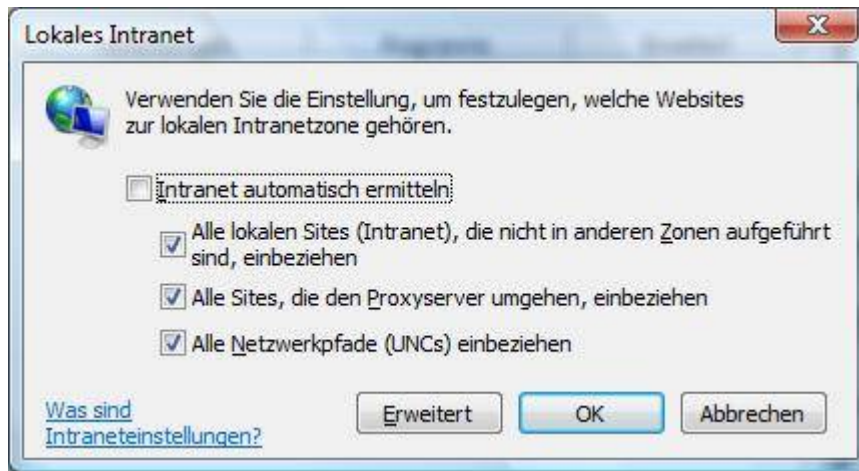 Lokales Intranet
Verwenden Sie die Einstellung, um festzulegen, welche Websites
zur lokalen Intranetzone gehören.
Intranet automatisch ermitteln
Alle lokalen Sites (Intranet), die nicht in anderen Zonen aufgeführt
sind, einbeziehen
Alle Sites, die den Proxyserver umgehen, einbeziehen
Alle Netzwerkpfade (UNCs) einbeziehen
Was sind
Intraneteinstellungen?
Erweitert
OK
Abbrechen